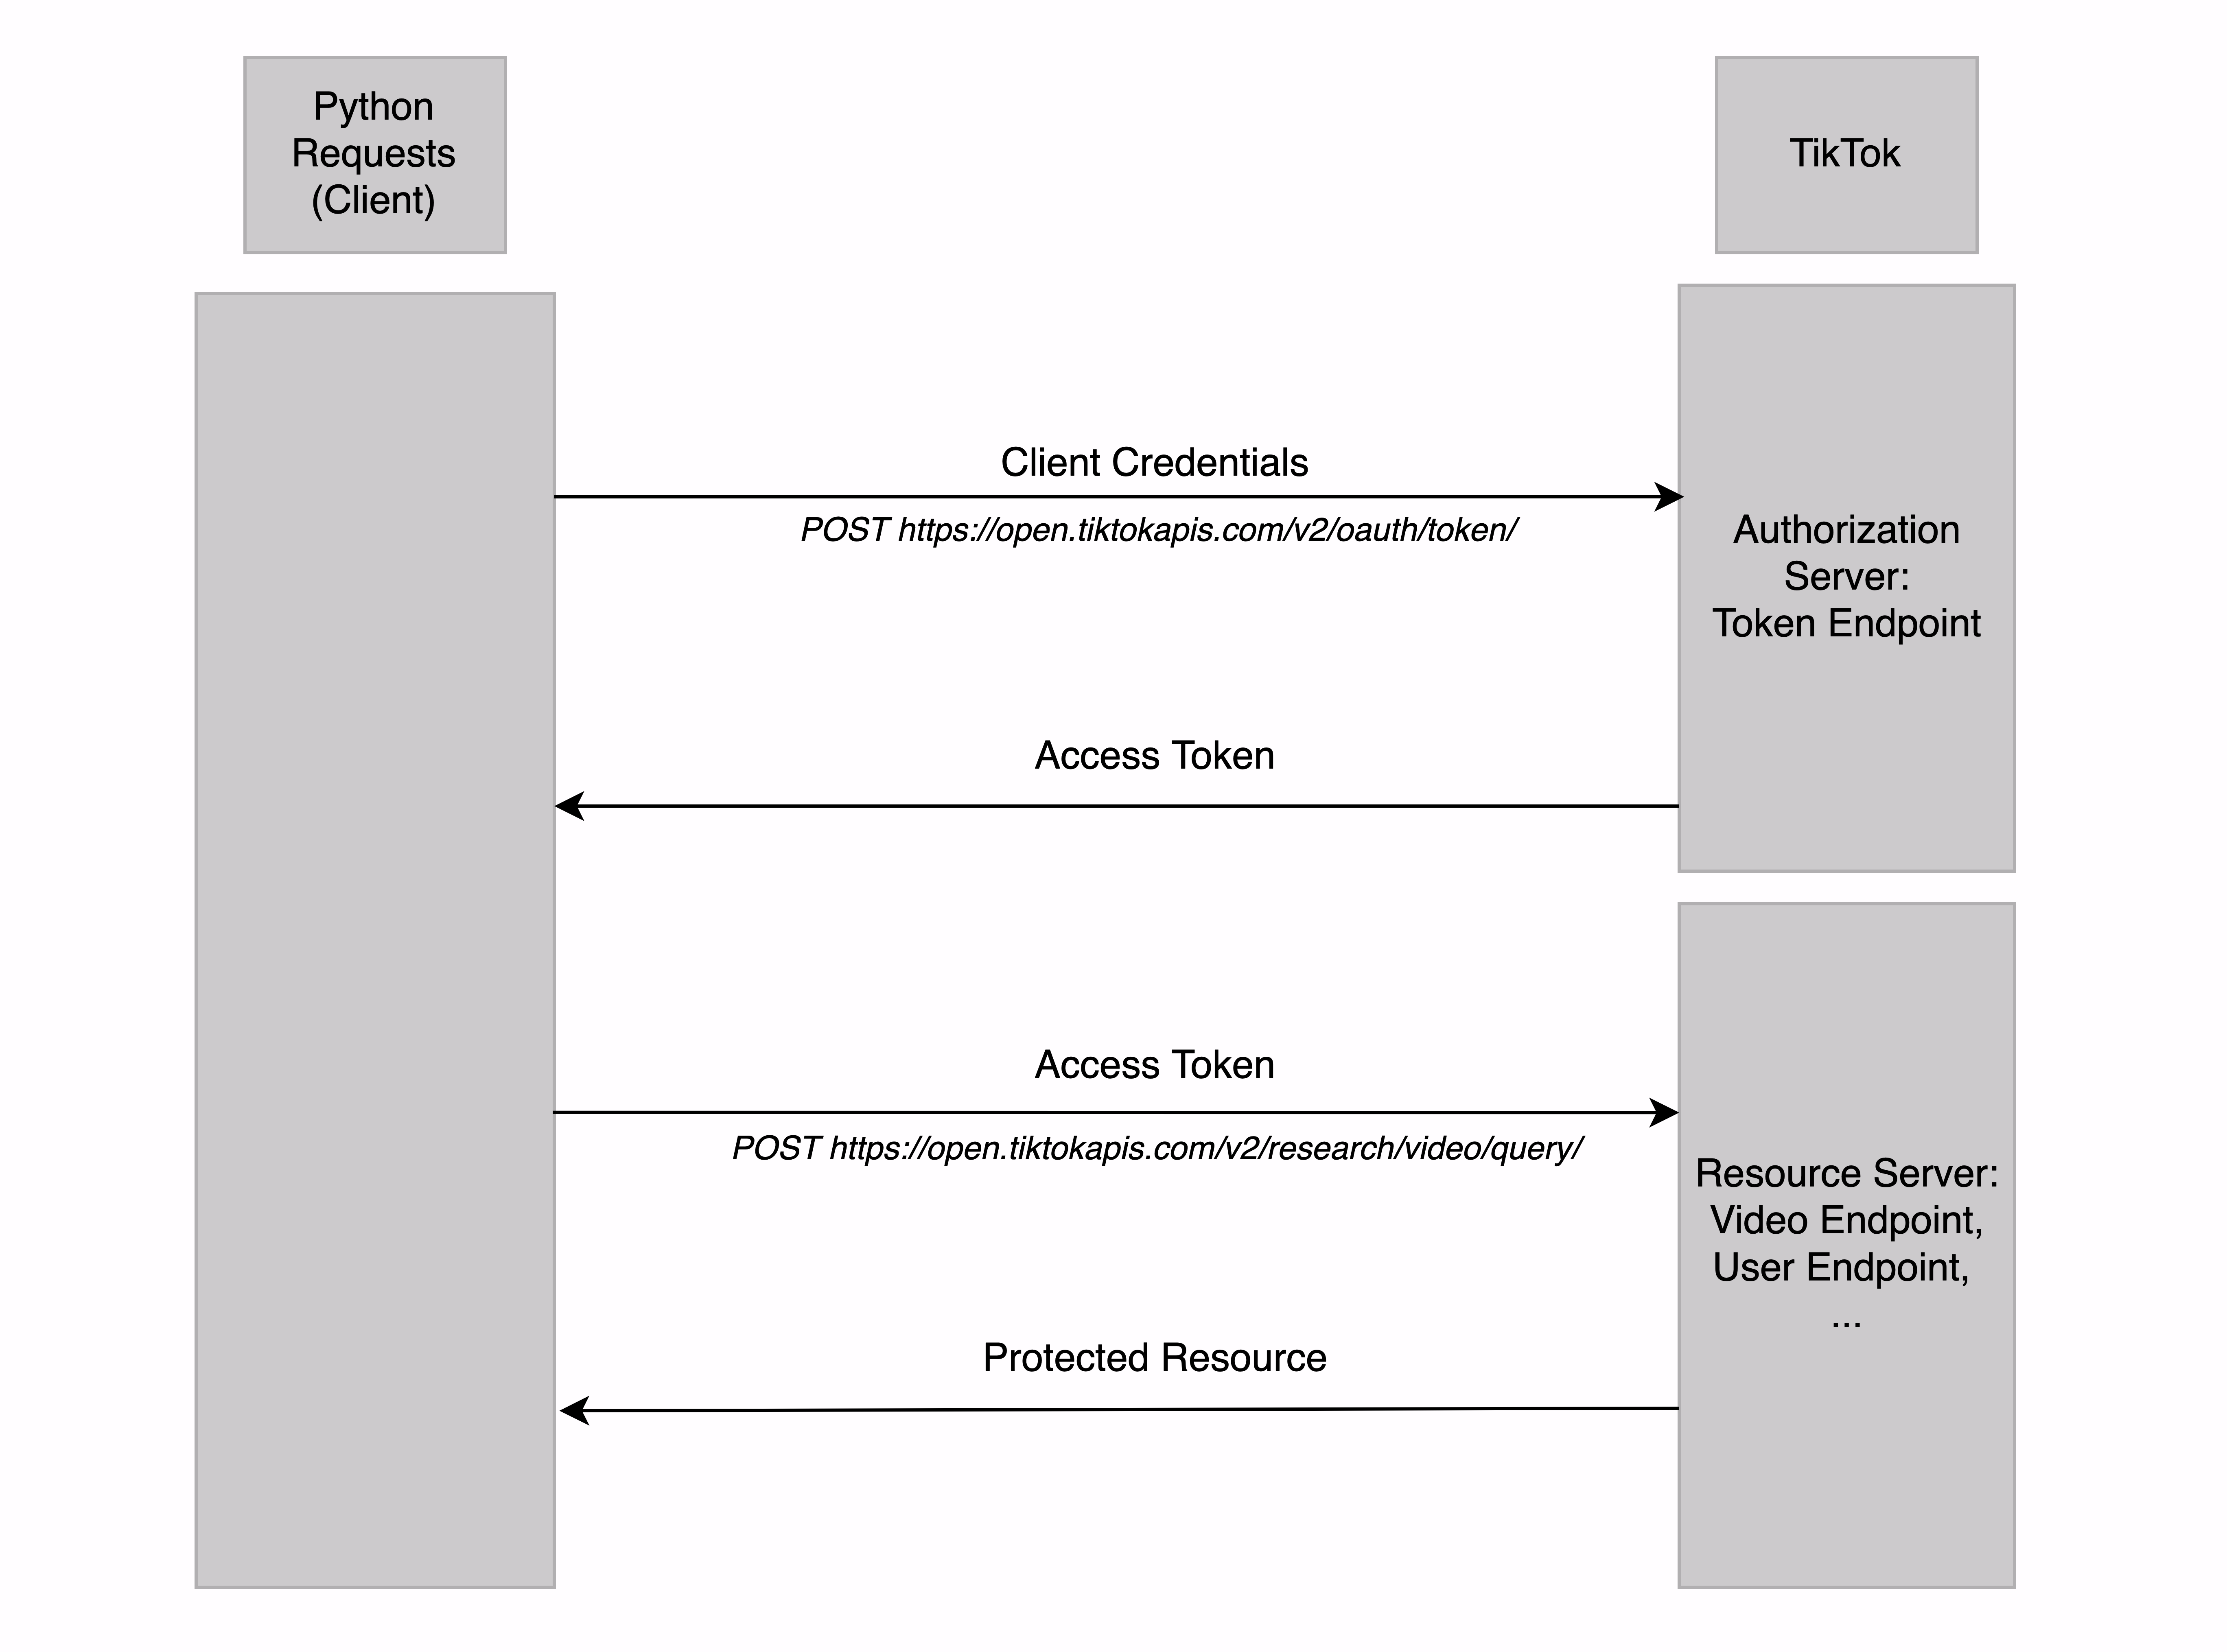 Python
Requests
(Client)
TikTok
Client Credentials
POST https://open.tiktokapis.com/v2/oauth/token/
Authorization
Server:
Token Endpoint
Access Token
Access Token
POST https://open.tiktokapis.com/v2/research/video/query/
Resource Server:
Video Endpoint,
User Endpoint,
...
Protected Resource